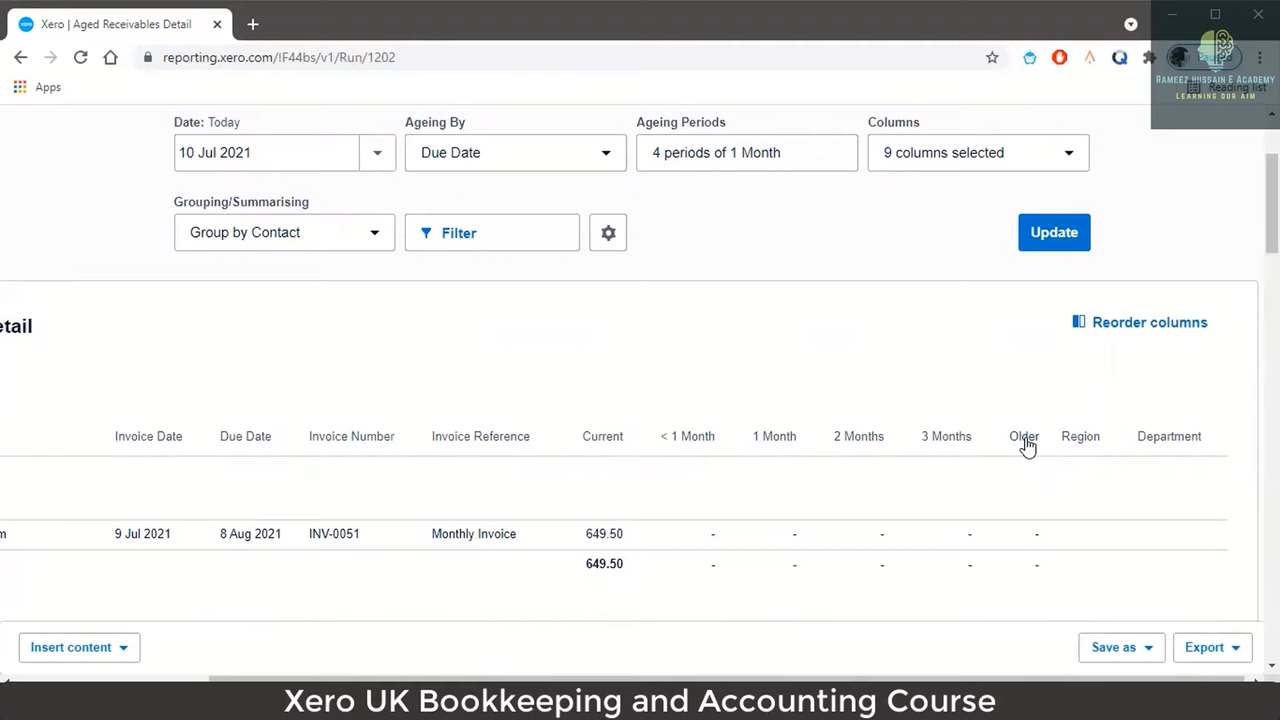 Xero | Aged Receivables Detail
reporting.xero.com/!F44bs/v1/Run/1202
Apps
Reading list
RAMEEZ HUSSAIN E ACADEMY
LEARNING OUR AIM
Date: Today
Ageing By
Ageing Periods
Columns
10 Jul 2021
Due Date
4 periods of 1 Month
9 columns selected
Grouping/Summarising
Group by Contact
Filter
Update
etail
Reorder columns
Invoice Date Due Date Invoice Number Invoice Reference Current < 1 Month 1 Month 2 Months 3 Months Older Region Department
m 9 Jul 2021 8 Aug 2021 INV-0051 Monthly Invoice 649.50 - - - - -
649.50 - - - - -
Insert content
Save as
Export
Xero UK Bookkeeping and Accounting Course